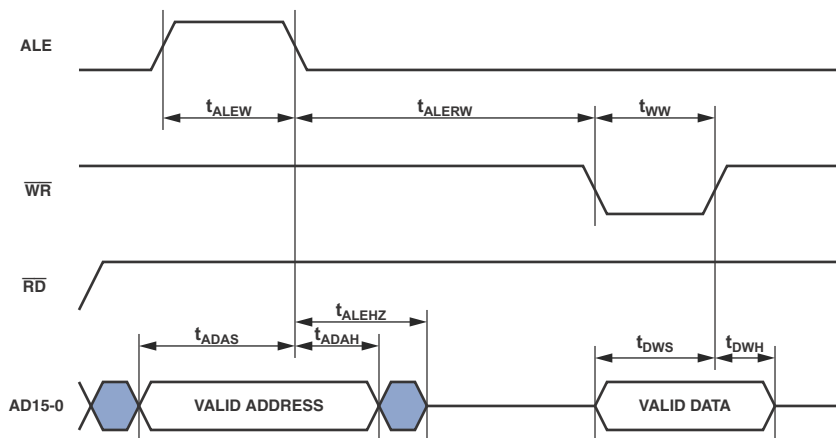 ALE
tALEW
tALERW
tWW
WR
RD
tALEHZ
tADAS
tADAH
tDWS
tDWH
AD15-0
VALID ADDRESS
VALID DATA